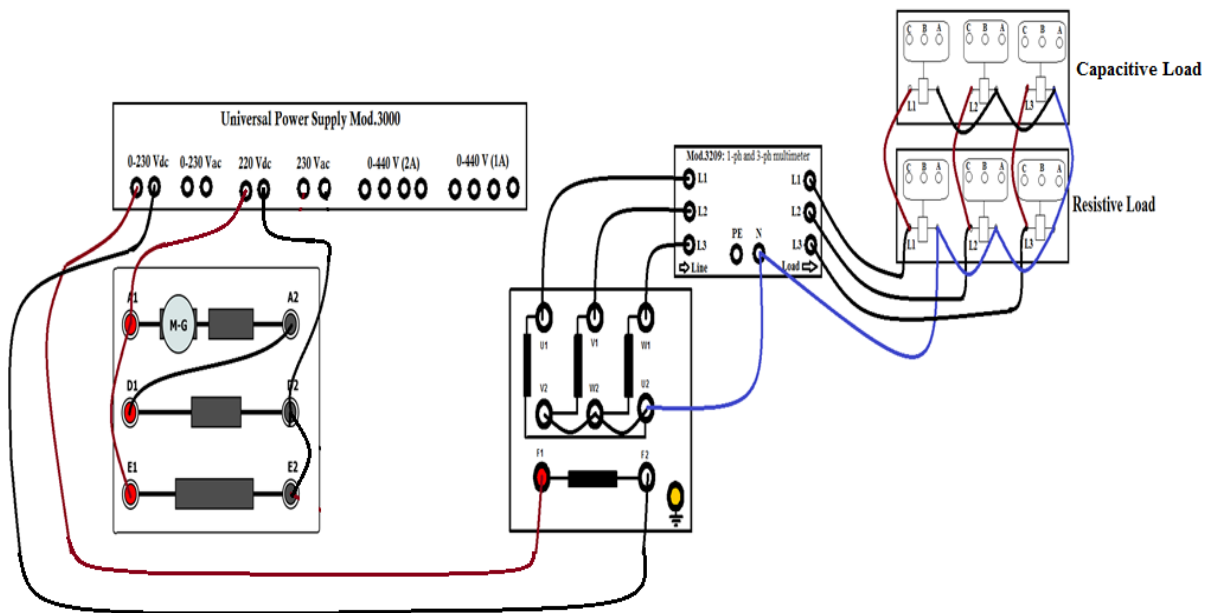 C B A C B A C B A
L1 L2 L3
Capacitive Load
Universal Power Supply Mod.3000
0-230 Vdc 0-230 Vac 220 Vdc 230 Vac 0-440 V (2A) 0-440 V (1A)
Mod.3209: 1-ph and 3-ph multimeter
L1 L1
L2 L2
L3 L3
PE N
Line Load
C B A C B A C B A
L1 L2 L3
Resistive Load
A1 A2
M-G
D1 D2
E1 E2
U1 V1 W1
V2 W2 U2
F1 F2